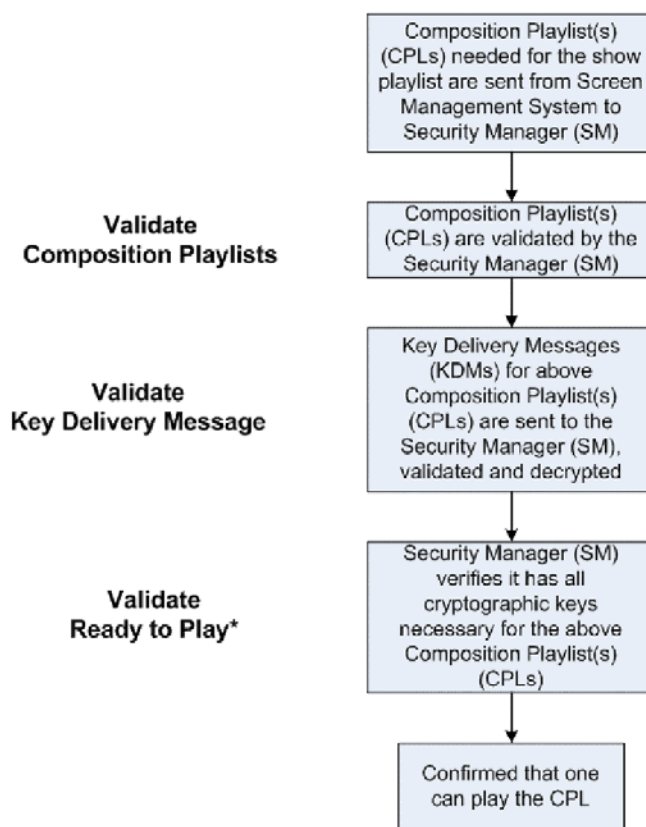 Composition Playlist(s)
(CPLs) needed for the show
playlist are sent from Screen
Management System to
Security Manager (SM)
Validate
Composition Playlists
Composition Playlist(s)
(CPLs) are validated by the
Security Manager (SM)
Validate
Key Delivery Message
Key Delivery Messages
(KDMs) for above
Composition Playlist(s)
(CPLs) are sent to the
Security Manager (SM),
validated and decrypted
Validate
Ready to Play*
Security Manager (SM)
verifies it has all
cryptographic keys
necessary for the above
Composition Playlist(s)
(CPLs)
Confirmed that one
can play the CPL